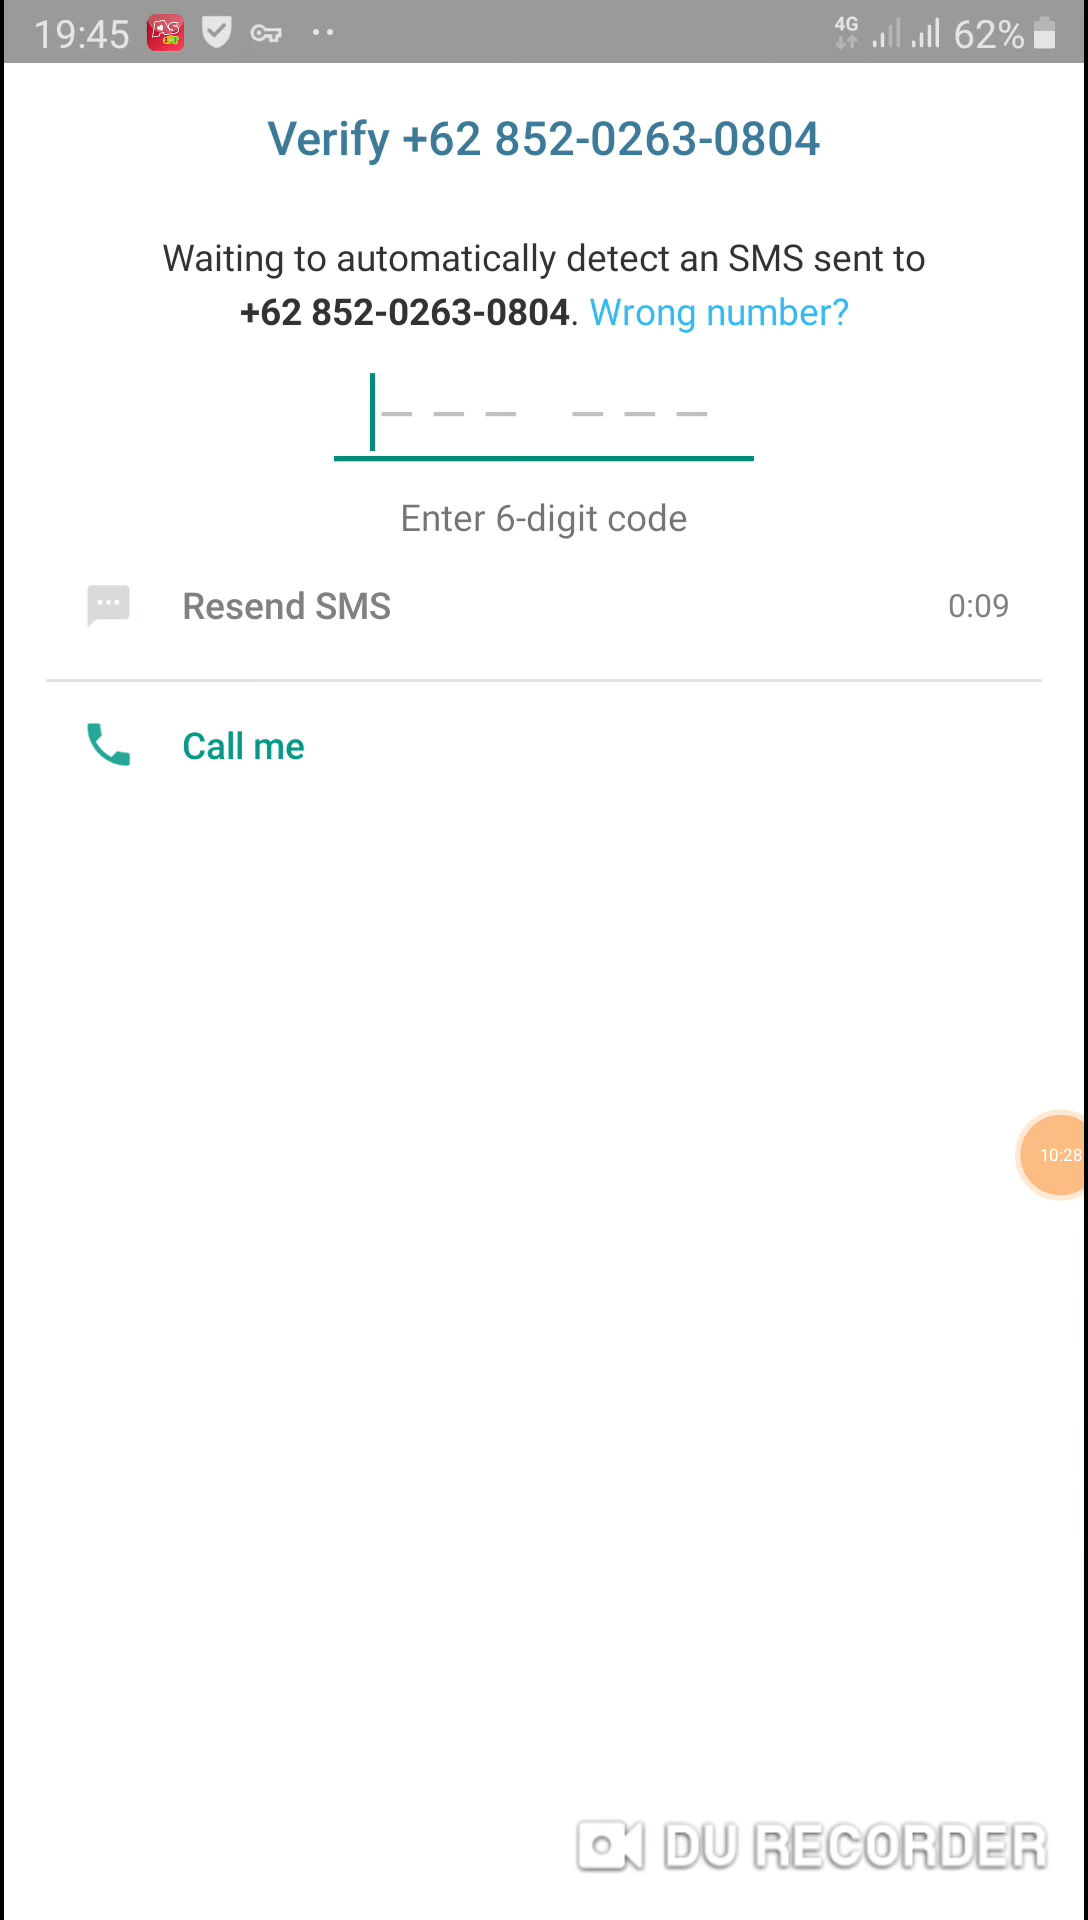 19:45 As 4G 62%
Verify +62 852-0263-0804
Waiting to automatically detect an SMS sent to
+62 852-0263-0804. Wrong number?
Enter 6-digit code
Resend SMS 0:09
Call me
10:28
DU RECORDER